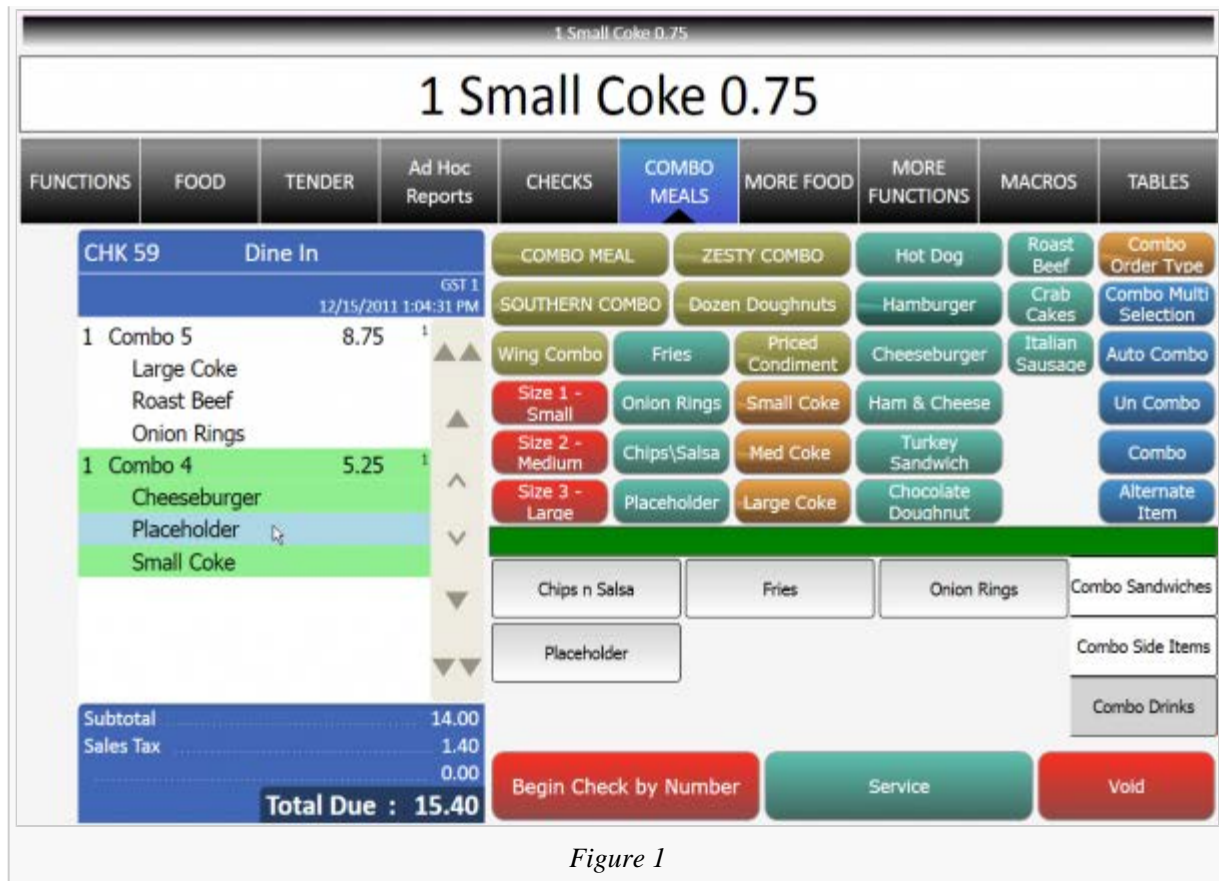 1 Small Coke 0.75
1 Small Coke 0.75
FUNCTIONS
FOOD
TENDER
Ad Hoc
Reports
CHECKS
COMBO
MEALS
MORE FOOD
MORE
FUNCTIONS
MACROS
TABLES
CHK 59 Dine In
GST 1
12/15/2011 1:04:31 PM
1 Combo 5 8.75 1
Large Coke
Roast Beef
Onion Rings
1 Combo 4 5.25 1
Cheeseburger
Placeholder
Small Coke
Subtotal 14.00
Sales Tax 1.40
0.00
Total Due : 15.40
COMBO MEAL
ZESTY COMBO
Hot Dog
Roast
Beef
Combo
Order Type
SOUTHERN COMBO
Dozen Doughnuts
Hamburger
Crab
Cakes
Combo Multi
Selection
Wing Combo
Fries
Priced
Condiment
Cheeseburger
Italian
Sausage
Auto Combo
Size 1 -
Small
Onion Rings
Small Coke
Ham & Cheese
Un Combo
Size 2 -
Medium
Chips\Salsa
Med Coke
Turkey
Sandwich
Combo
Size 3 -
Large
Placeholder
Large Coke
Chocolate
Doughnut
Alternate
Item
Chips n Salsa
Fries
Onion Rings
Combo Sandwiches
Placeholder
Combo Side Items
Combo Drinks
Begin Check by Number
Service
Void
Figure 1